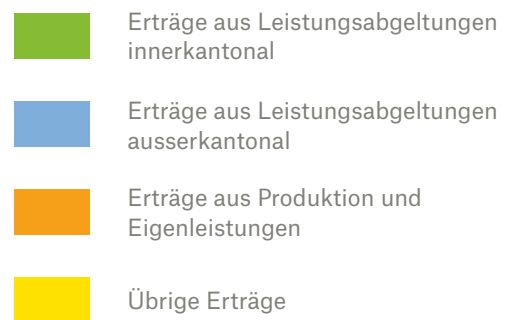 Erträge aus Leistungsabgeltungen
innerkantonal
Erträge aus Leistungsabgeltungen
ausserkantonal
Erträge aus Produktion und
Eigenleistungen
Übrige Erträge